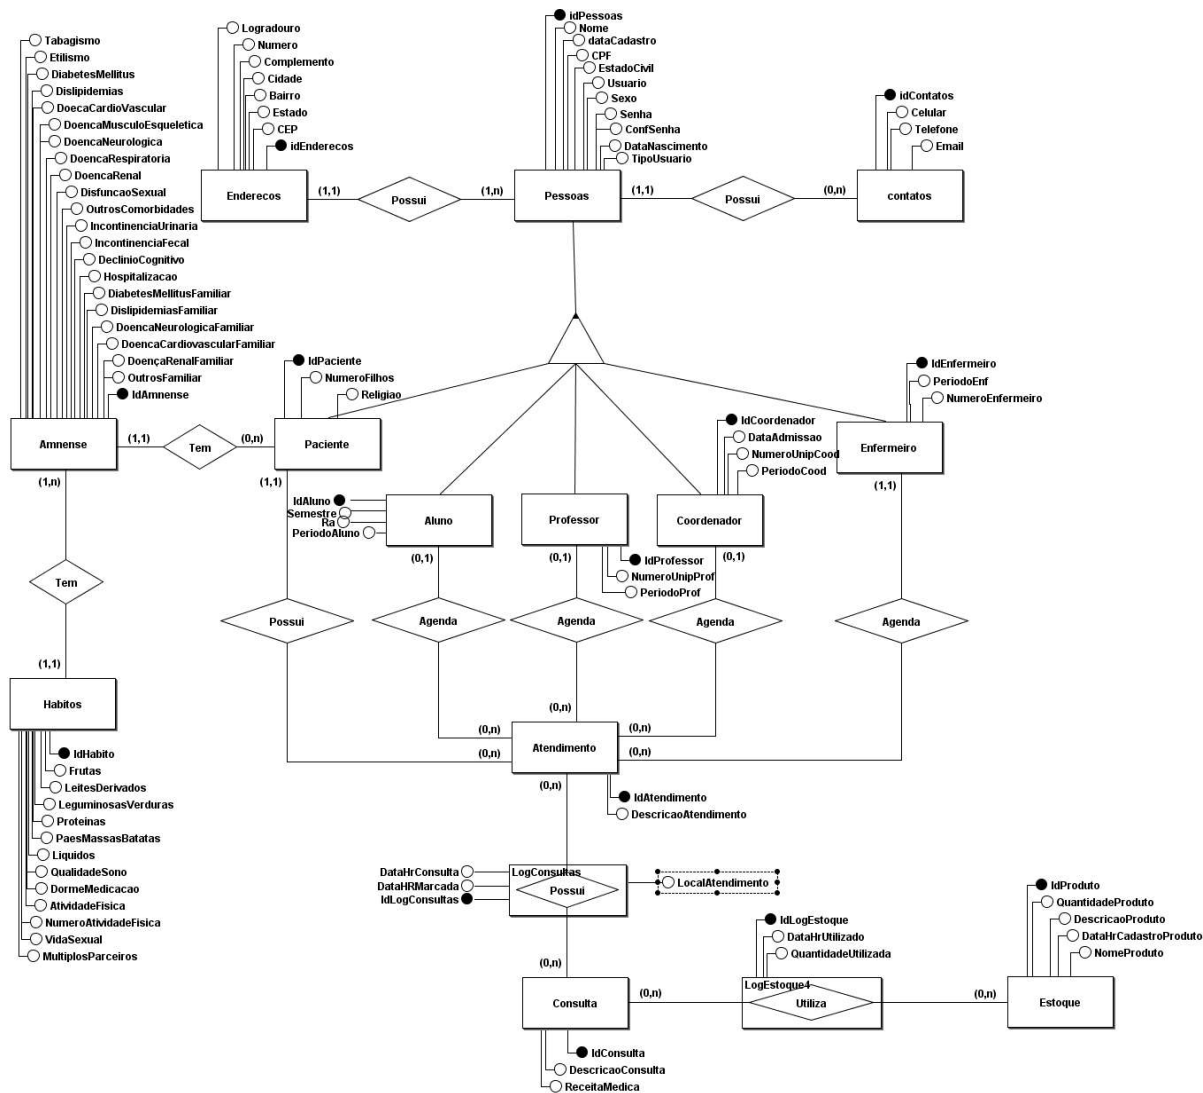 Tabagismo
Etilismo
DiabetesMellitus
Dislipidemias
DoecaCardioVascular
DoencaMusculoEsqueletica
DoencaNeurologica
DoencaRespiratoria
DoencaRenal
DisfuncaoSexual
OutrosComorbidades
IncontinenciaUrinaria
IncontinenciaFecal
DeclinioCognitivo
Hospitalizacao
DiabetesMellitusFamiliar
DislipidemiasFamiliar
DoencaNeurologicaFamiliar
DoencaCardiovascularFamiliar
DoençaRenalFamiliar
OutrosFamiliar
IdAmnense
Amnense
Logradouro
Numero
Complemento
Cidade
Bairro
Estado
CEP
idEnderecos
Enderecos
(1,1)
Possui
(1,n)
idPessoas
Nome
dataCadastro
CPF
EstadoCivil
Usuario
Sexo
Senha
ConfSenha
DataNascimento
TipoUsuario
Pessoas
(1,1)
Possui
(0,n)
idContatos
Celular
Telefone
Email
contatos
(1,1)
Tem
(0,n)
IdPaciente
NumeroFilhos
Religiao
Paciente
(1,1)
IdAluno
Semestre
Ra
PeriodoAluno
Aluno
(0,1)
Professor
(0,1)
IdProfessor
NumeroUnipProf
PeriodoProf
IdCoordenador
DataAdmissao
NumeroUnipCood
PeriodoCood
Coordenador
(0,1)
IdEnfermeiro
PeriodoEnf
NumeroEnfermeiro
Enfermeiro
(1,1)
(1,n)
Tem
(1,1)
Habitos
IdHabito
Frutas
LeitesDerivados
LeguminosasVerduras
Proteinas
PaesMassasBatatas
Liquidos
QualidadeSono
DormeMedicacao
AtividadeFisica
NumeroAtividadeFisica
VidaSexual
MultiplosParceiros
Possui
Agenda
Agenda
Agenda
Agenda
(0,n)
(0,n)
(0,n)
(0,n)
(0,n)
Atendimento
(0,n)
IdAtendimento
DescricaoAtendimento
DataHrConsulta
DataHRMarcada
IdLogConsultas
LogConsultas
Possui
LocalAtendimento
(0,n)
Consulta
IdConsulta
DescricaoConsulta
ReceitaMedica
(0,n)
IdLogEstoque
DataHrUtilizado
QuantidadeUtilizada
LogEstoque4
Utiliza
(0,n)
IdProduto
QuantidadeProduto
DescricaoProduto
DataHrCadastroProduto
NomeProduto
Estoque